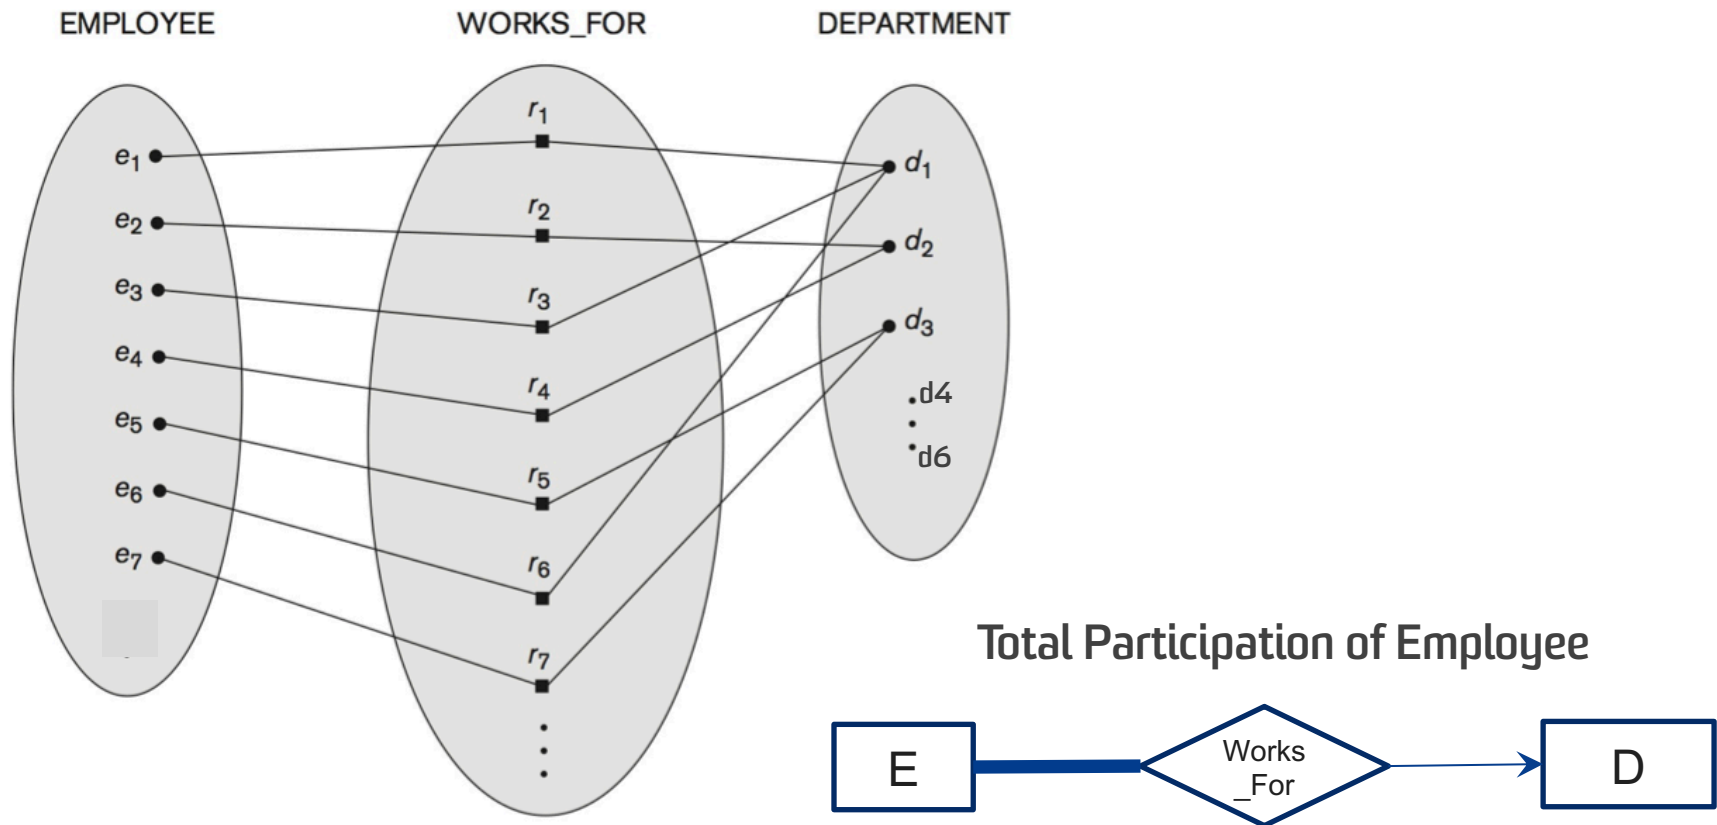 EMPLOYEE
WORKS_FOR
DEPARTMENT
e1
e2
e3
e4
e5
e6
e7
r1
r2
r3
r4
r5
r6
r7
d1
d2
d3
d4
d6
Total Participation of Employee
E
Works
_For
D